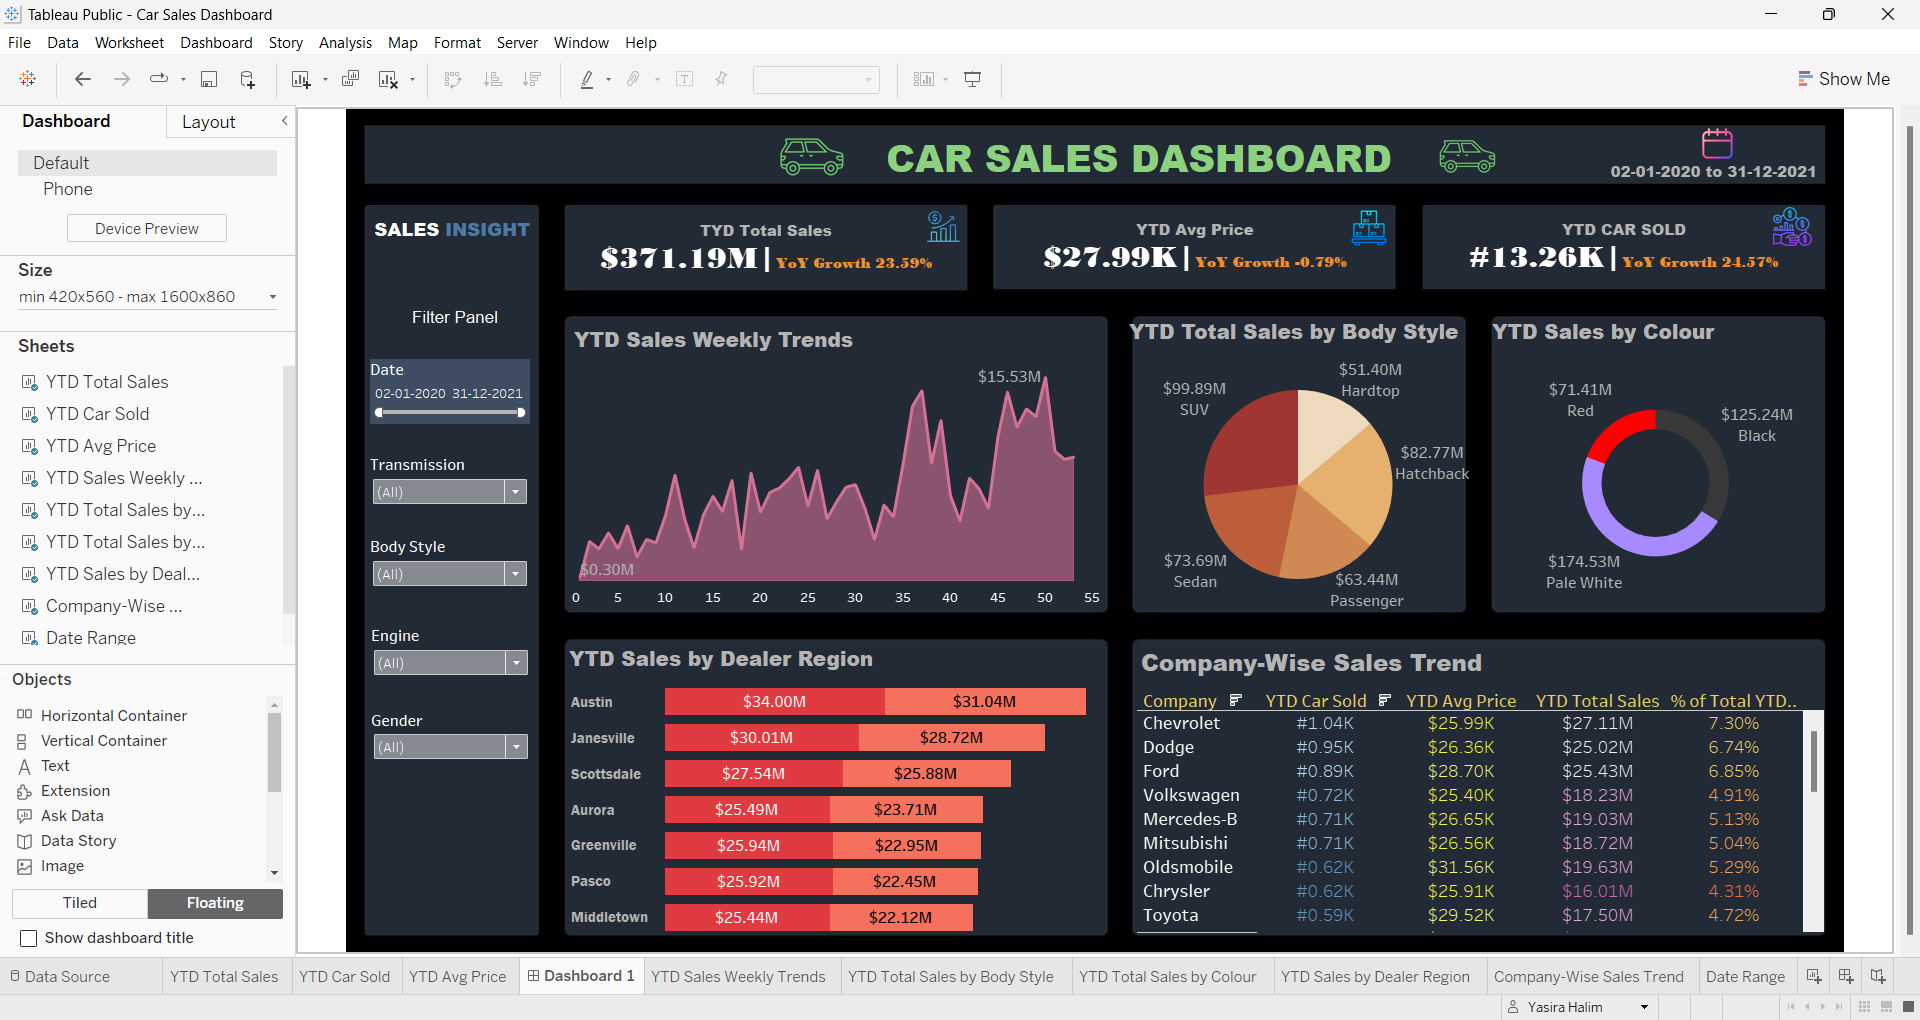 Tableau Public - Car Sales Dashboard
File Data Worksheet Dashboard Story Analysis Map Format Server Window Help
Show Me
Dashboard Layout
Default
Phone
Device Preview
Size
min 420x560 - max 1600x860
Sheets
YTD Total Sales
YTD Car Sold
YTD Avg Price
YTD Sales Weekly ...
YTD Total Sales by...
YTD Total Sales by...
YTD Sales by Deal...
Company-Wise ...
Date Range
Objects
Horizontal Container
Vertical Container
Text
Extension
Ask Data
Data Story
Image
Tiled Floating
Show dashboard title
CAR SALES DASHBOARD
02-01-2020 to 31-12-2021
SALES INSIGHT
Filter Panel
Date
02-01-2020 31-12-2021
Transmission
(All)
Body Style
(All)
Engine
(All)
Gender
(All)
TYD Total Sales
$371.19M | YoY Growth 23.59%
YTD Avg Price
$27.99K | YoY Growth -0.79%
YTD CAR SOLD
#13.26K | YoY Growth 24.57%
YTD Sales Weekly Trends
$15.53M
$0.30M
0 5 10 15 20 25 30 35 40 45 50 55
YTD Total Sales by Body Style
$51.40M
Hardtop
$99.89M
SUV
$82.77M
Hatchback
$73.69M
Sedan
$63.44M
Passenger
YTD Sales by Colour
$71.41M
Red
$125.24M
Black
$174.53M
Pale White
YTD Sales by Dealer Region
Austin $34.00M $31.04M
Janesville $30.01M $28.72M
Scottsdale $27.54M $25.88M
Aurora $25.49M $23.71M
Greenville $25.94M $22.95M
Pasco $25.92M $22.45M
Middletown $25.44M $22.12M
Company-Wise Sales Trend
Company YTD Car Sold YTD Avg Price YTD Total Sales % of Total YTD..
Chevrolet #1.04K $25.99K $27.11M 7.30%
Dodge #0.95K $26.36K $25.02M 6.74%
Ford #0.89K $28.70K $25.43M 6.85%
Volkswagen #0.72K $25.40K $18.23M 4.91%
Mercedes-B #0.71K $26.65K $19.03M 5.13%
Mitsubishi #0.71K $26.56K $18.72M 5.04%
Oldsmobile #0.62K $31.56K $19.63M 5.29%
Chrysler #0.62K $25.91K $16.01M 4.31%
Toyota #0.59K $29.52K $17.50M 4.72%
Data Source YTD Total Sales YTD Car Sold YTD Avg Price Dashboard 1 YTD Sales Weekly Trends YTD Total Sales by Body Style YTD Total Sales by Colour YTD Sales by Dealer Region Company-Wise Sales Trend Date Range
Yasira Halim